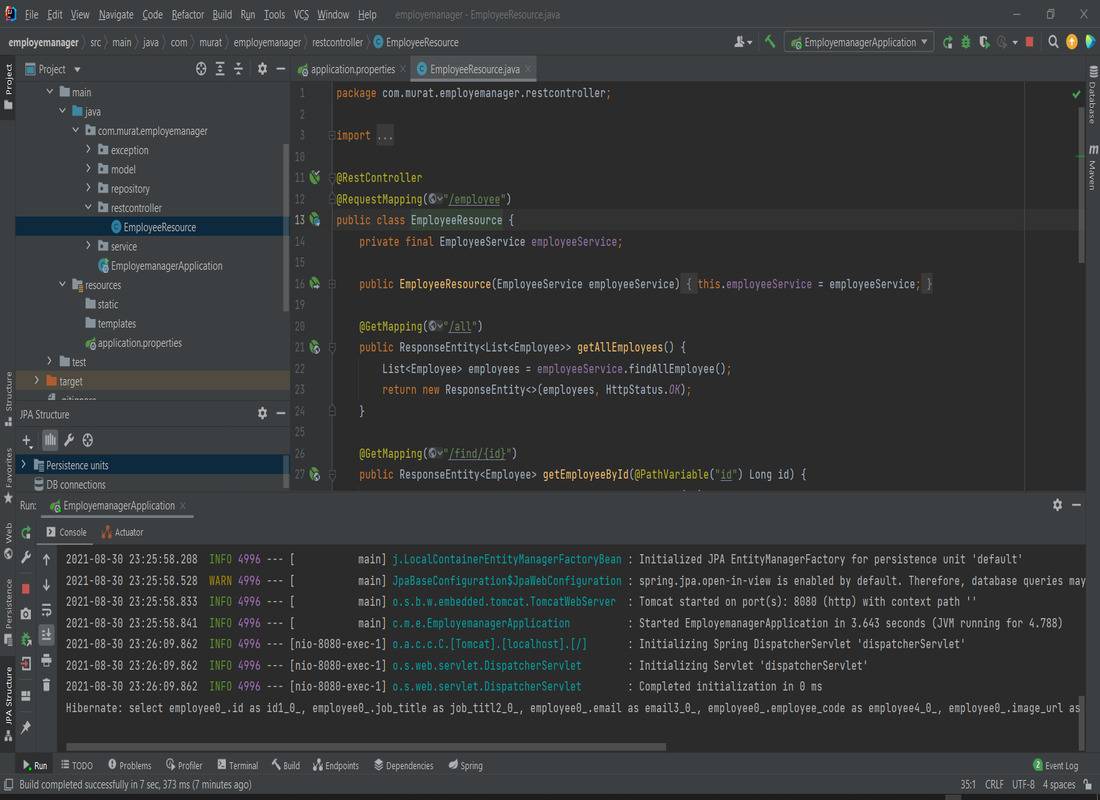 File Edit View Navigate Code Refactor Build Run Tools VCS Window Help employemanager - EmployeeResource.java
employemanager src main java com murat employemanager restcontroller EmployeeResource EmployemanagerApplication
Project
application.properties EmployeeResource.java
main
java
com.murat.employemanager
exception
model
repository
restcontroller
EmployeeResource
service
EmployemanagerApplication
resources
static
templates
application.properties
test
target
.gitignore
JPA Structure
Persistence units
DB connections
1 package com.murat.employemanager.restcontroller;
2
3 import ...
10
11 @RestController
12 @RequestMapping("/employee")
13 public class EmployeeResource {
14 private final EmployeeService employeeService;
15
16 public EmployeeResource(EmployeeService employeeService) { this.employeeService = employeeService; }
19
20 @GetMapping("/all")
21 public ResponseEntity<List<Employee>> getAllEmployees() {
22 List<Employee> employees = employeeService.findAllEmployee();
23 return new ResponseEntity<>(employees, HttpStatus.OK);
24 }
25
26 @GetMapping("/find/{id}")
27 public ResponseEntity<Employee> getEmployeeById(@PathVariable("id") Long id) {
Project
Structure
Favorites
Web
Persistence
JPA Structure
Database
m Maven
Run: EmployemanagerApplication
Console Actuator
2021-08-30 23:25:58.208 INFO 4996 --- [ main] j.LocalContainerEntityManagerFactoryBean : Initialized JPA EntityManagerFactory for persistence unit 'default'
2021-08-30 23:25:58.528 WARN 4996 --- [ main] JpaBaseConfiguration$JpaWebConfiguration : spring.jpa.open-in-view is enabled by default. Therefore, database queries may
2021-08-30 23:25:58.833 INFO 4996 --- [ main] o.s.b.w.embedded.tomcat.TomcatWebServer : Tomcat started on port(s): 8080 (http) with context path ''
2021-08-30 23:25:58.841 INFO 4996 --- [ main] c.m.e.EmployemanagerApplication : Started EmployemanagerApplication in 3.643 seconds (JVM running for 4.788)
2021-08-30 23:26:09.862 INFO 4996 --- [nio-8080-exec-1] o.a.c.c.C.[Tomcat].[localhost].[/] : Initializing Spring DispatcherServlet 'dispatcherServlet'
2021-08-30 23:26:09.862 INFO 4996 --- [nio-8080-exec-1] o.s.web.servlet.DispatcherServlet : Initializing Servlet 'dispatcherServlet'
2021-08-30 23:26:09.862 INFO 4996 --- [nio-8080-exec-1] o.s.web.servlet.DispatcherServlet : Completed initialization in 0 ms
Hibernate: select employee0_.id as id1_0_, employee0_.job_title as job_titl2_0_, employee0_.email as email3_0_, employee0_.employee_code as employee4_0_, employee0_.image_url as
Run TODO Problems Profiler Terminal Build Endpoints Dependencies Spring 2 Event Log
Build completed successfully in 7 sec, 373 ms (7 minutes ago) 35:1 CRLF UTF-8 4 spaces